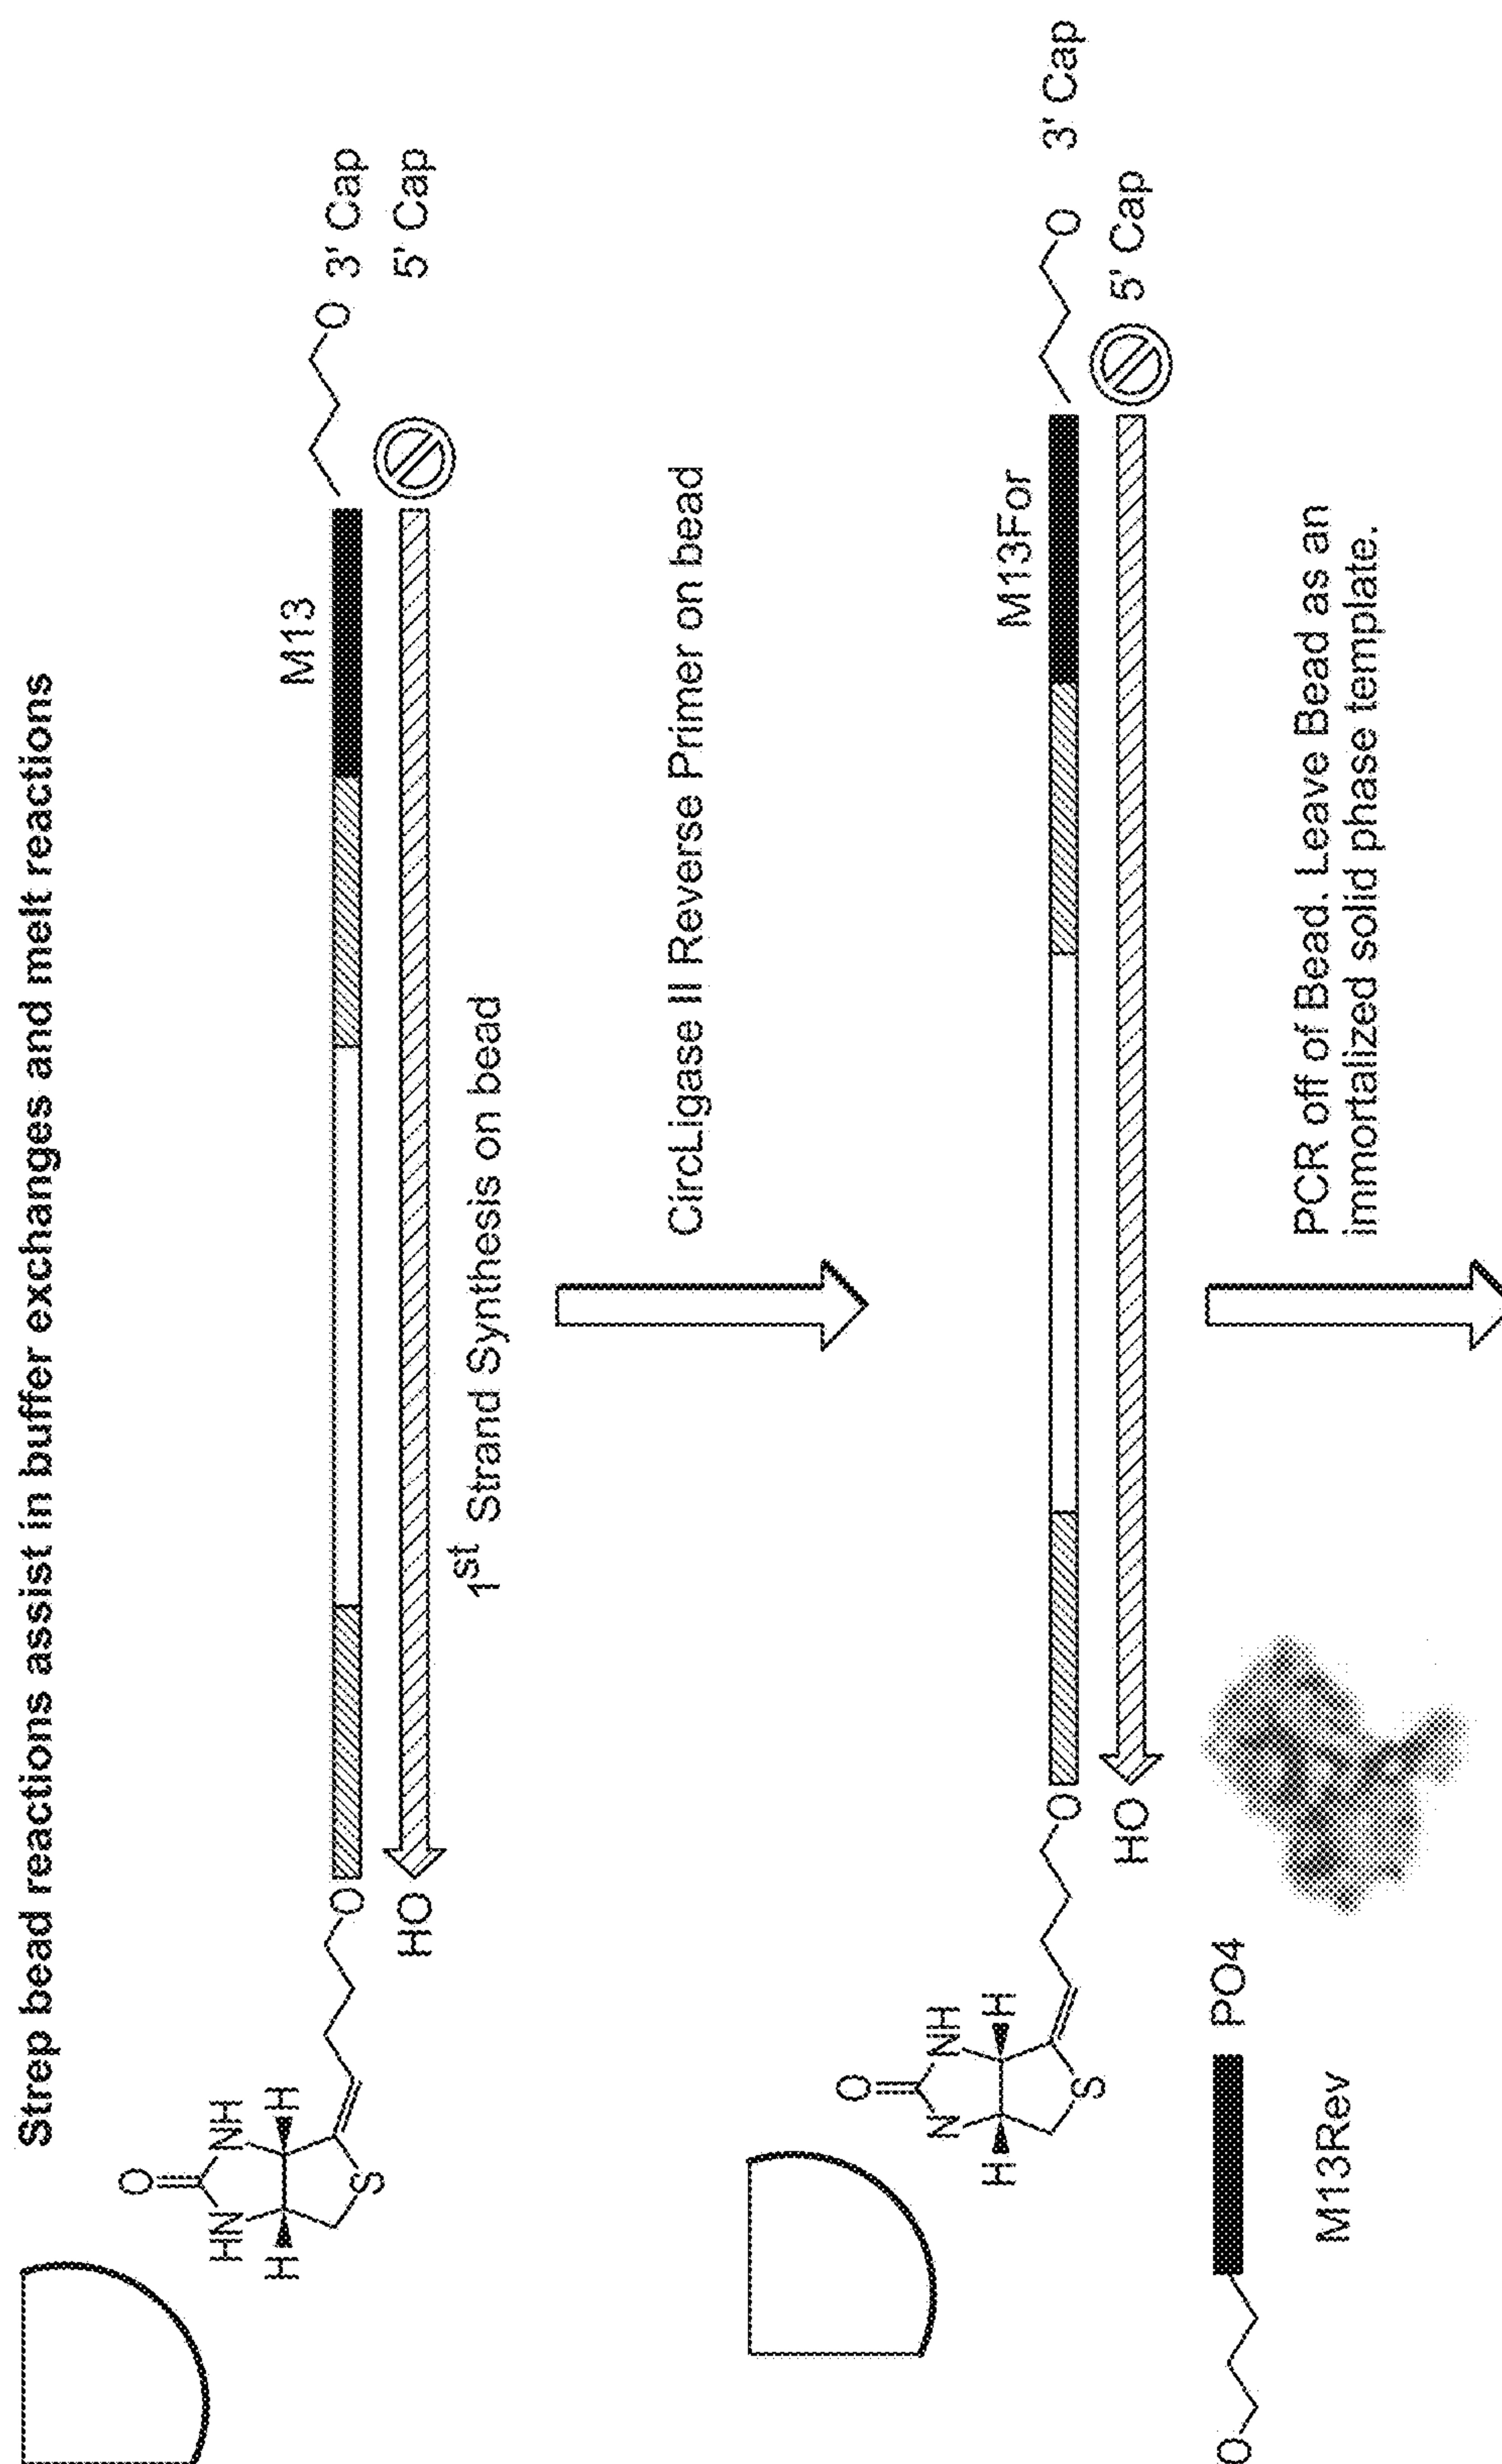 Strep bead reactions assist in buffer exchanges and melt reactions
O
HN
NH
H
H
S
O
M13
O
3' Cap
HO
5' Cap
1st Strand Synthesis on bead
CircLigase II Reverse Primer on bead
O
N
NH
H
H
S
O
M13For
O
3' Cap
HO
5' Cap
O
PO4
M13Rev
PCR off of Bead. Leave Bead as an
immortalized solid phase template.